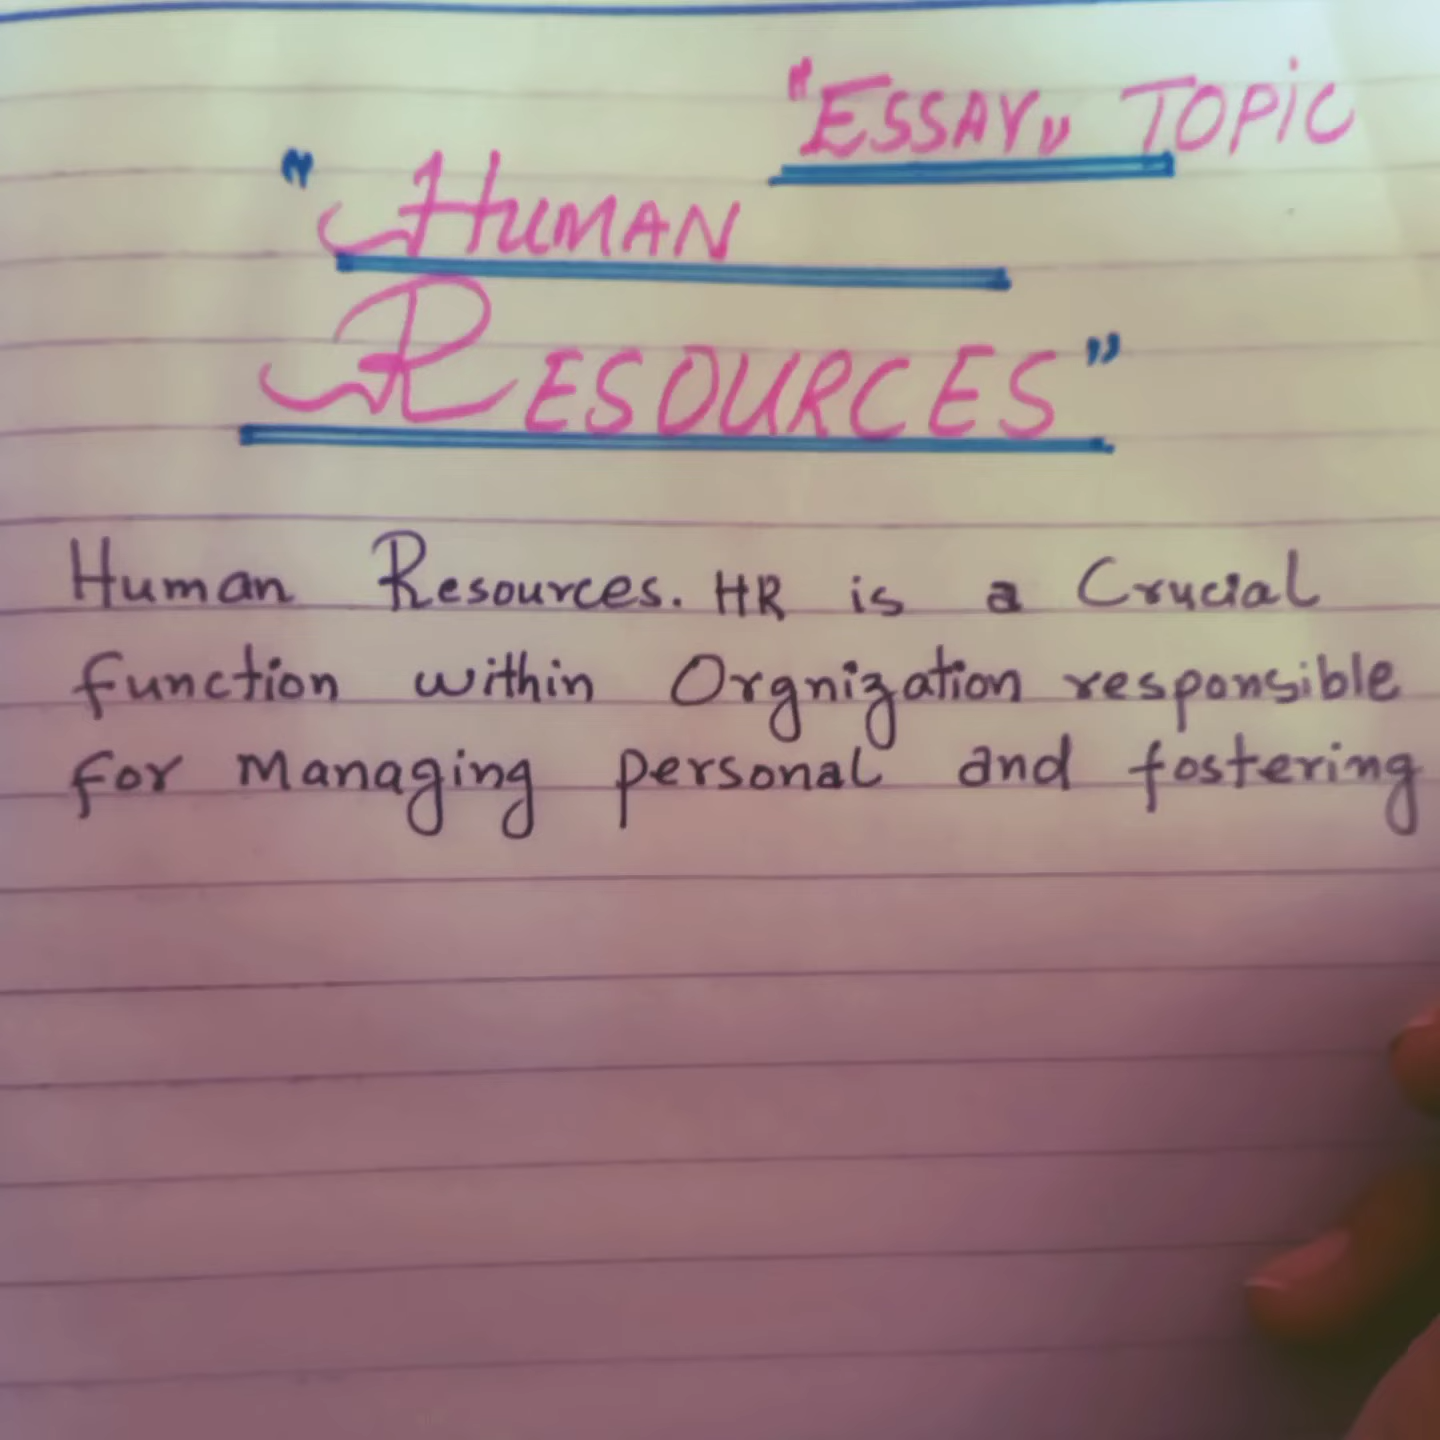 "ESSAY" TOPiC
"HUMAN
RESOURCES"
Human Resources. HR is a Crucial
function within Orgnization responsible
for Managing personal and fostering